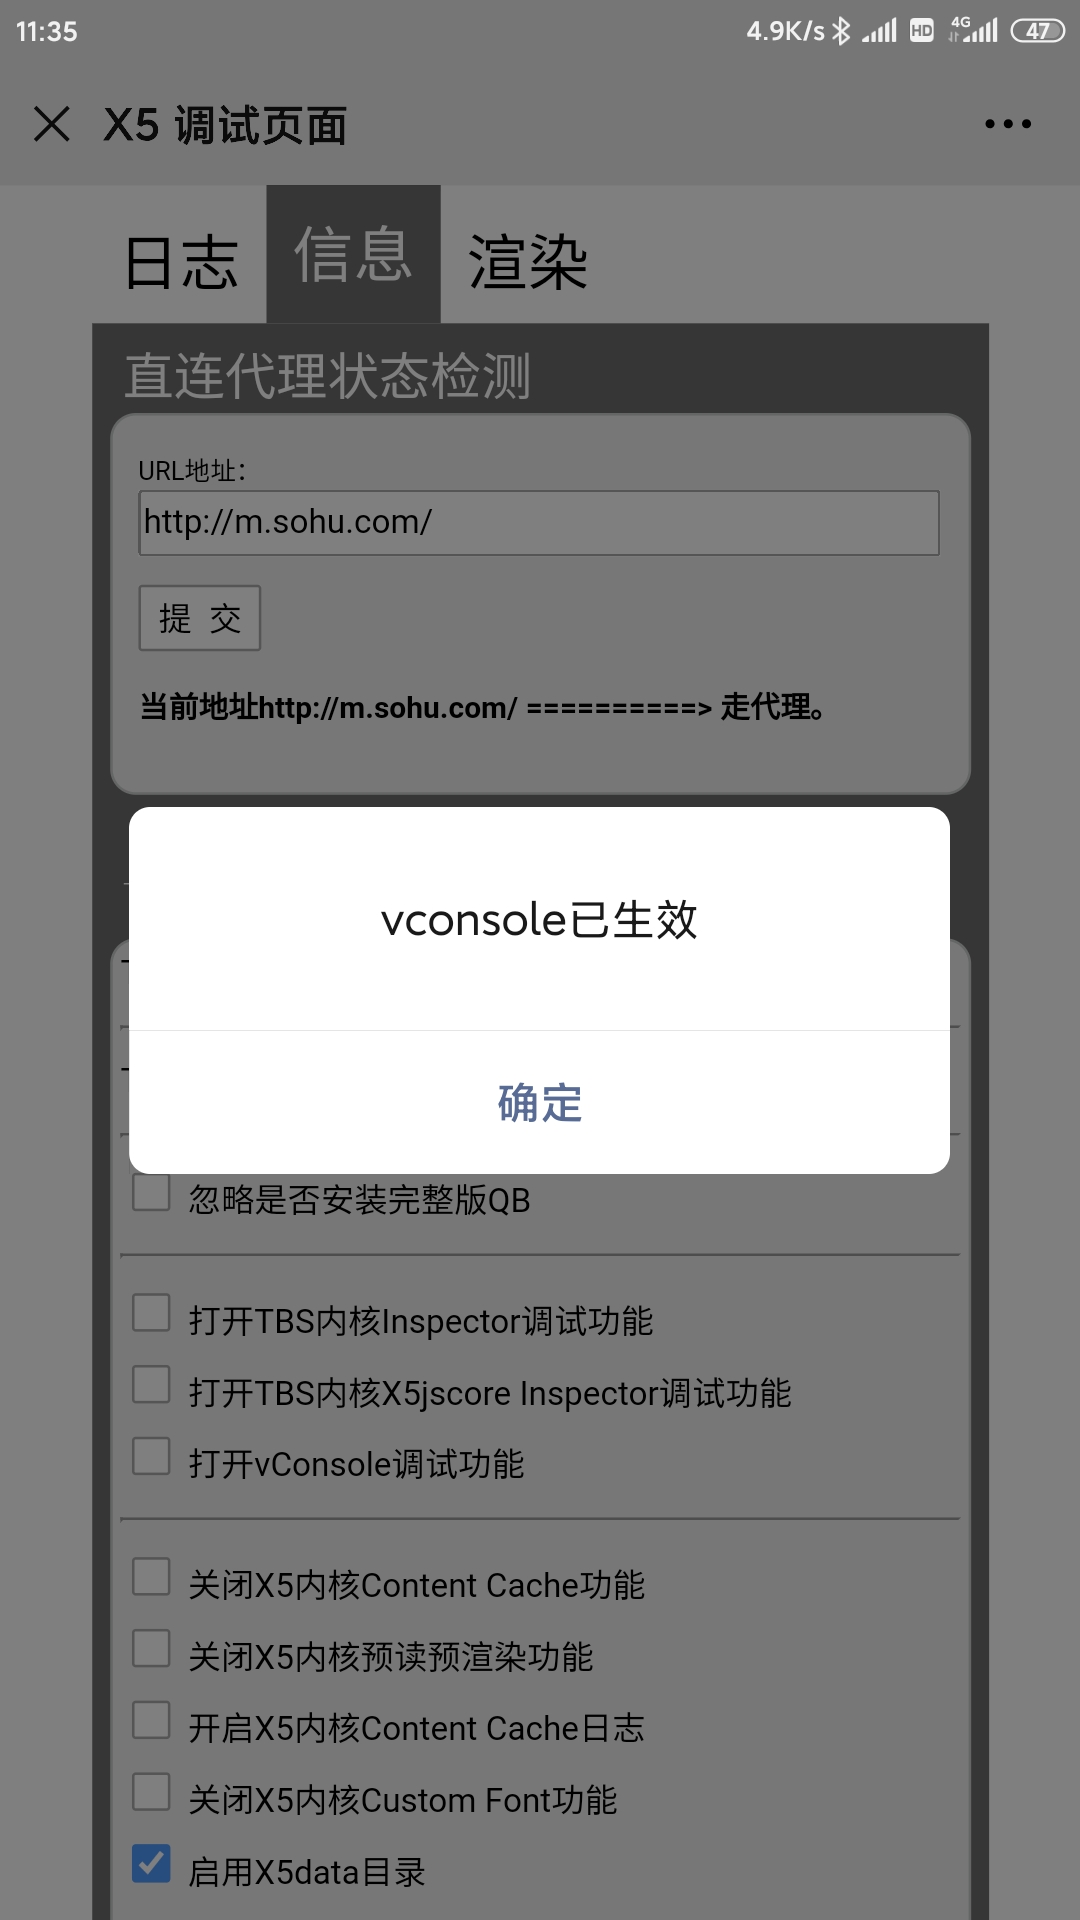 11:35 4.9K/s HD 4G 47
X5 调试页面
日志 信息 渲染
直连代理状态检测
URL地址：
http://m.sohu.com/
提 交
当前地址http://m.sohu.com/ ==========> 走代理。
vconsole已生效
确定
忽略是否安装完整版QB
打开TBS内核Inspector调试功能
打开TBS内核X5jscore Inspector调试功能
打开vConsole调试功能
关闭X5内核Content Cache功能
关闭X5内核预读预渲染功能
开启X5内核Content Cache日志
关闭X5内核Custom Font功能
启用X5data目录